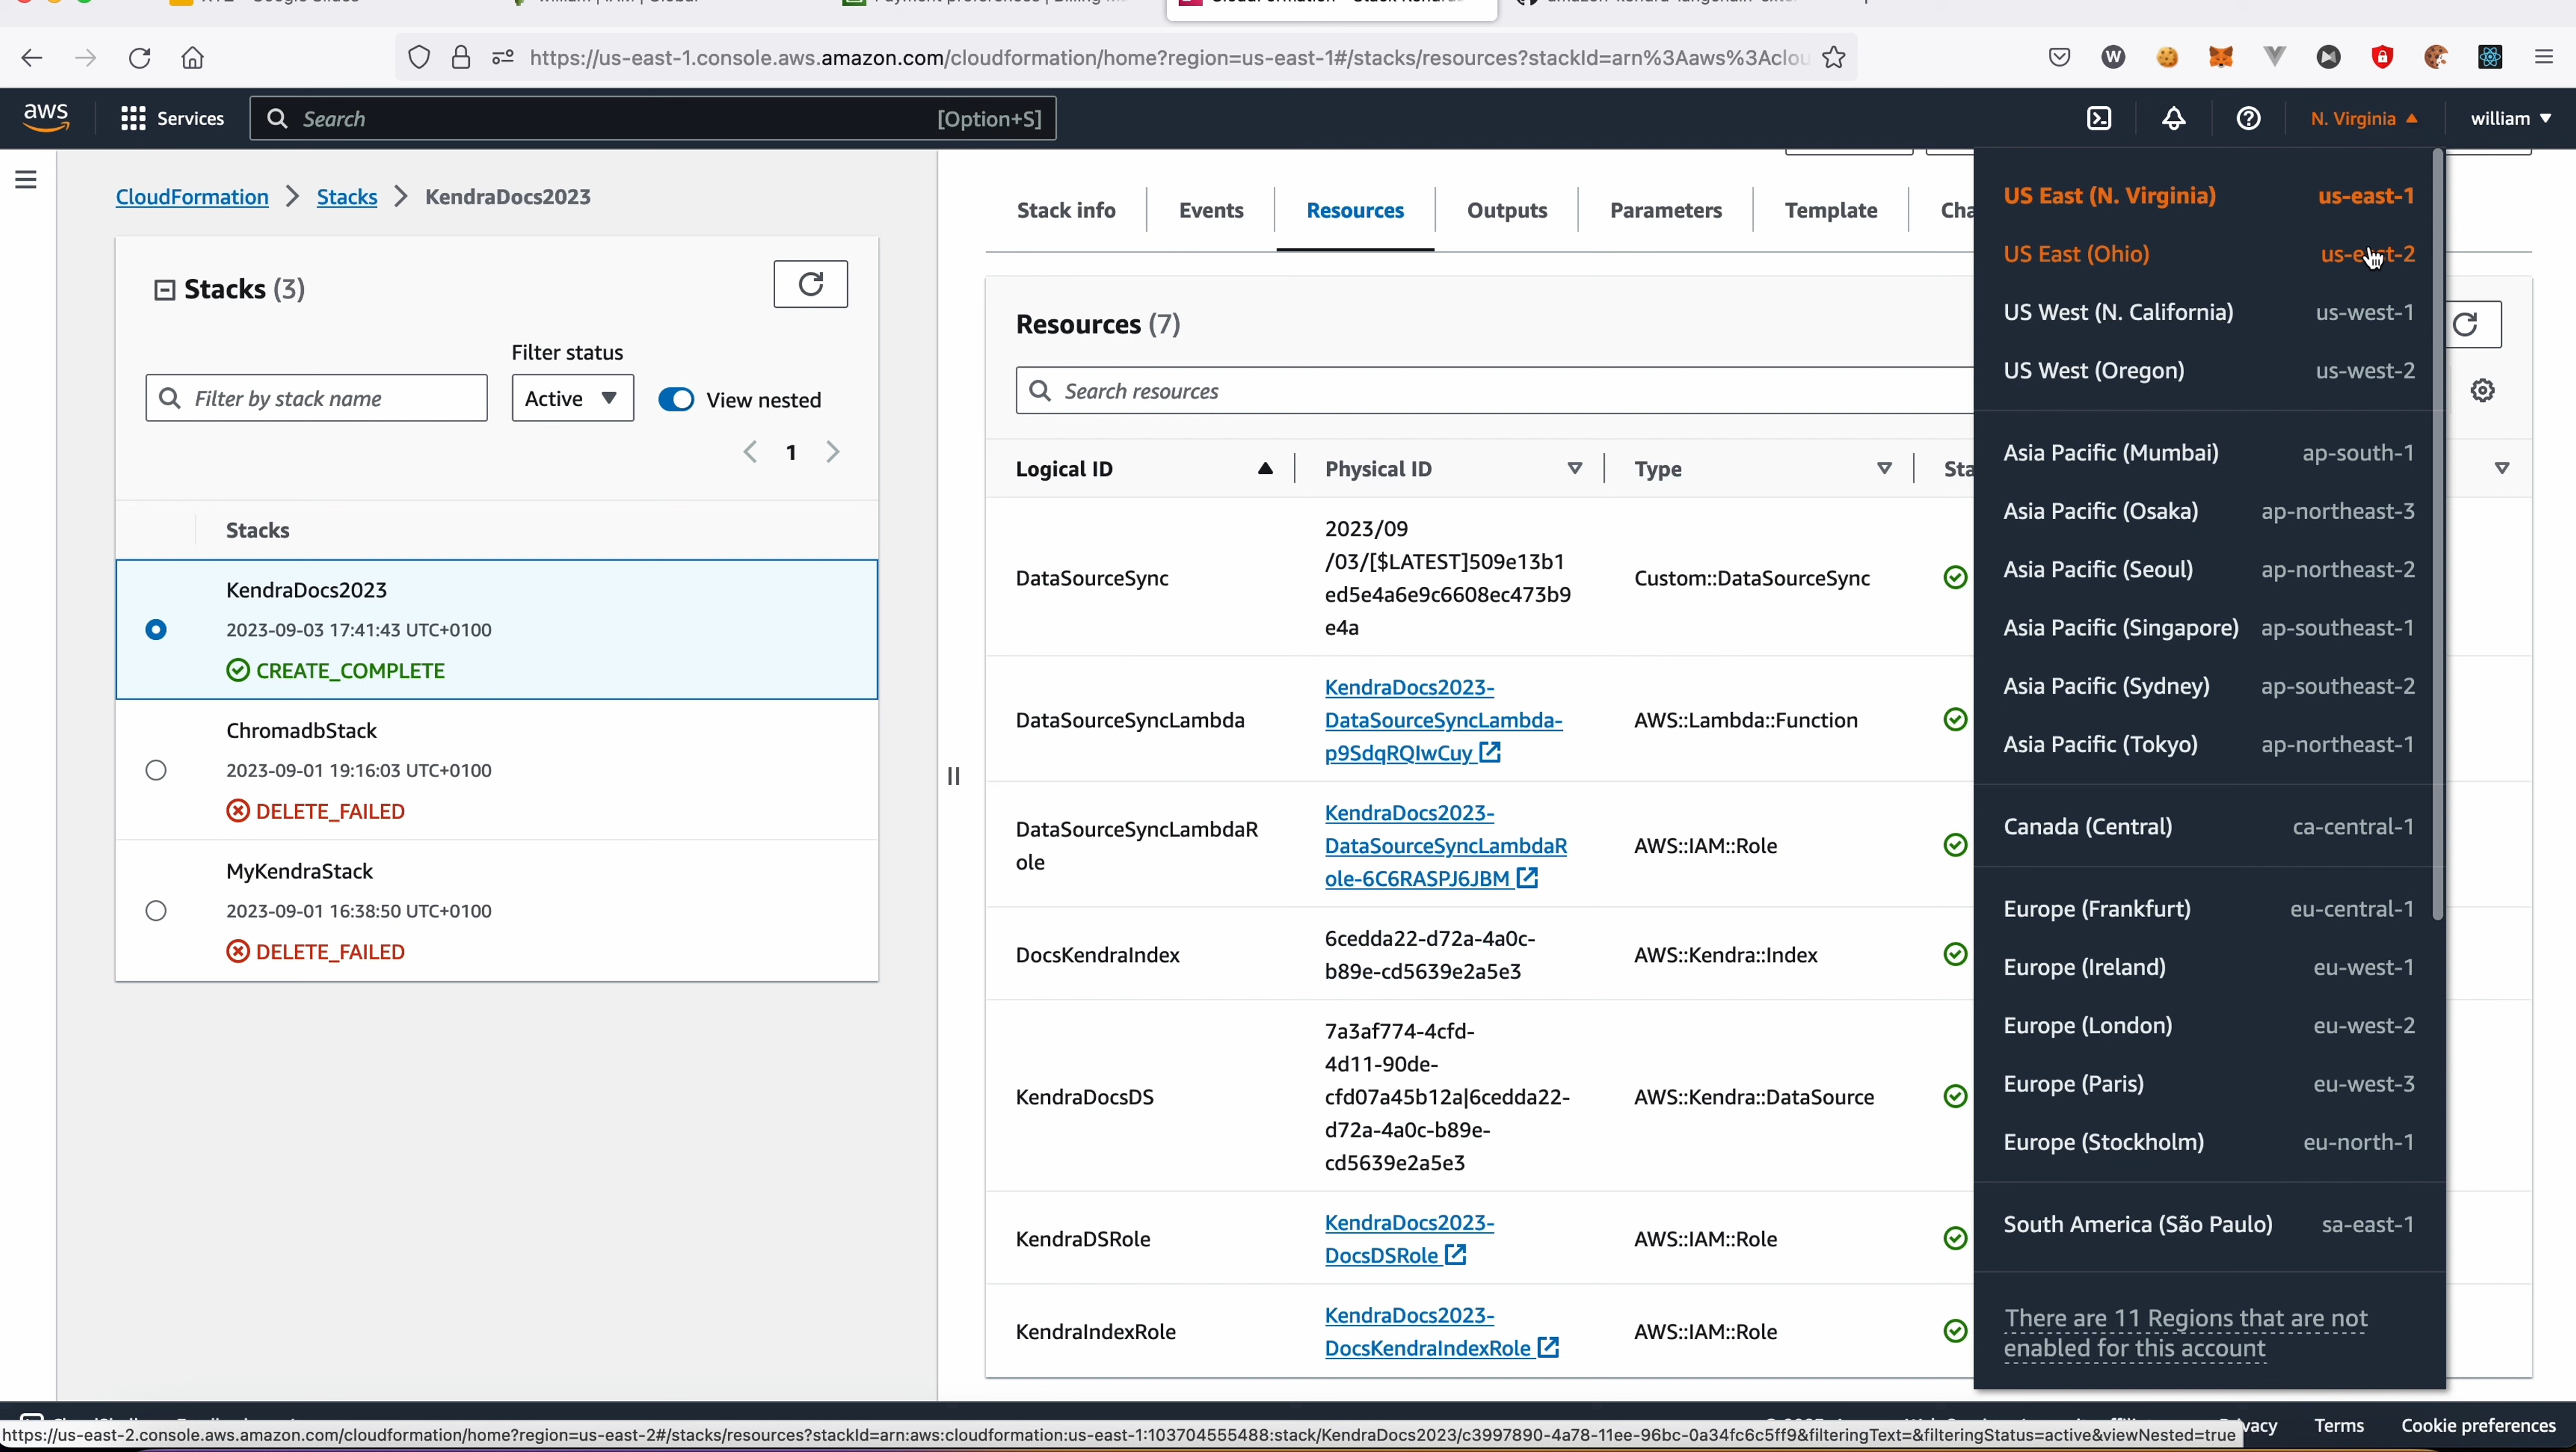 https://us-east-1.console.aws.amazon.com/cloudformation/home?region=us-east-1#/stacks/resources?stackId=arn%3Aaws%3Aclou
aws
Services
Search
[Option+S]
N. Virginia
william
CloudFormation
Stacks
KendraDocs2023
Stacks (3)
Filter status
Filter by stack name
Active
View nested
1
Stacks
KendraDocs2023
2023-09-03 17:41:43 UTC+0100
CREATE_COMPLETE
ChromadbStack
2023-09-01 19:16:03 UTC+0100
DELETE_FAILED
MyKendraStack
2023-09-01 16:38:50 UTC+0100
DELETE_FAILED
Stack info
Events
Resources
Outputs
Parameters
Template
Cha
Resources (7)
Search resources
Logical ID
Physical ID
Type
Sta
DataSourceSync
2023/09
/03/[$LATEST]509e13b1
ed5e4a6e9c6608ec473b9
e4a
Custom::DataSourceSync
DataSourceSyncLambda
KendraDocs2023-
DataSourceSyncLambda-
p9SdqRQIwCuy
AWS::Lambda::Function
DataSourceSyncLambdaR
ole
KendraDocs2023-
DataSourceSyncLambdaR
ole-6C6RASPJ6JBM
AWS::IAM::Role
DocsKendraIndex
6cedda22-d72a-4a0c-
b89e-cd5639e2a5e3
AWS::Kendra::Index
KendraDocsDS
7a3af774-4cfd-
4d11-90de-
cfd07a45b12a|6cedda22-
d72a-4a0c-b89e-
cd5639e2a5e3
AWS::Kendra::DataSource
KendraDSRole
KendraDocs2023-
DocsDSRole
AWS::IAM::Role
KendraIndexRole
KendraDocs2023-
DocsKendraIndexRole
AWS::IAM::Role
US East (N. Virginia) us-east-1
US East (Ohio) us-east-2
US West (N. California) us-west-1
US West (Oregon) us-west-2
Asia Pacific (Mumbai) ap-south-1
Asia Pacific (Osaka) ap-northeast-3
Asia Pacific (Seoul) ap-northeast-2
Asia Pacific (Singapore) ap-southeast-1
Asia Pacific (Sydney) ap-southeast-2
Asia Pacific (Tokyo) ap-northeast-1
Canada (Central) ca-central-1
Europe (Frankfurt) eu-central-1
Europe (Ireland) eu-west-1
Europe (London) eu-west-2
Europe (Paris) eu-west-3
Europe (Stockholm) eu-north-1
South America (São Paulo) sa-east-1
There are 11 Regions that are not
enabled for this account
vacy
Terms
Cookie preferences
https://us-east-2.console.aws.amazon.com/cloudformation/home?region=us-east-2#/stacks/resources?stackId=arn:aws:cloudformation:us-east-1:103704555488:stack/KendraDocs2023/c3997890-4a78-11ee-96bc-0a34fc6c5ff9&filteringText=&filteringStatus=active&viewNested=true